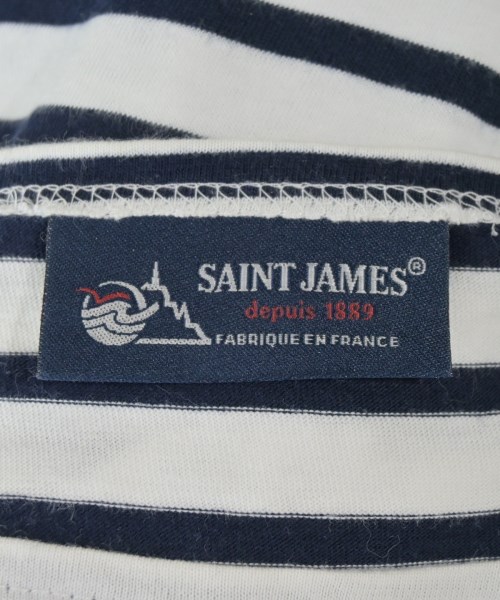 SAINT JAMES®
depuis 1889
FABRIQUE EN FRANCE